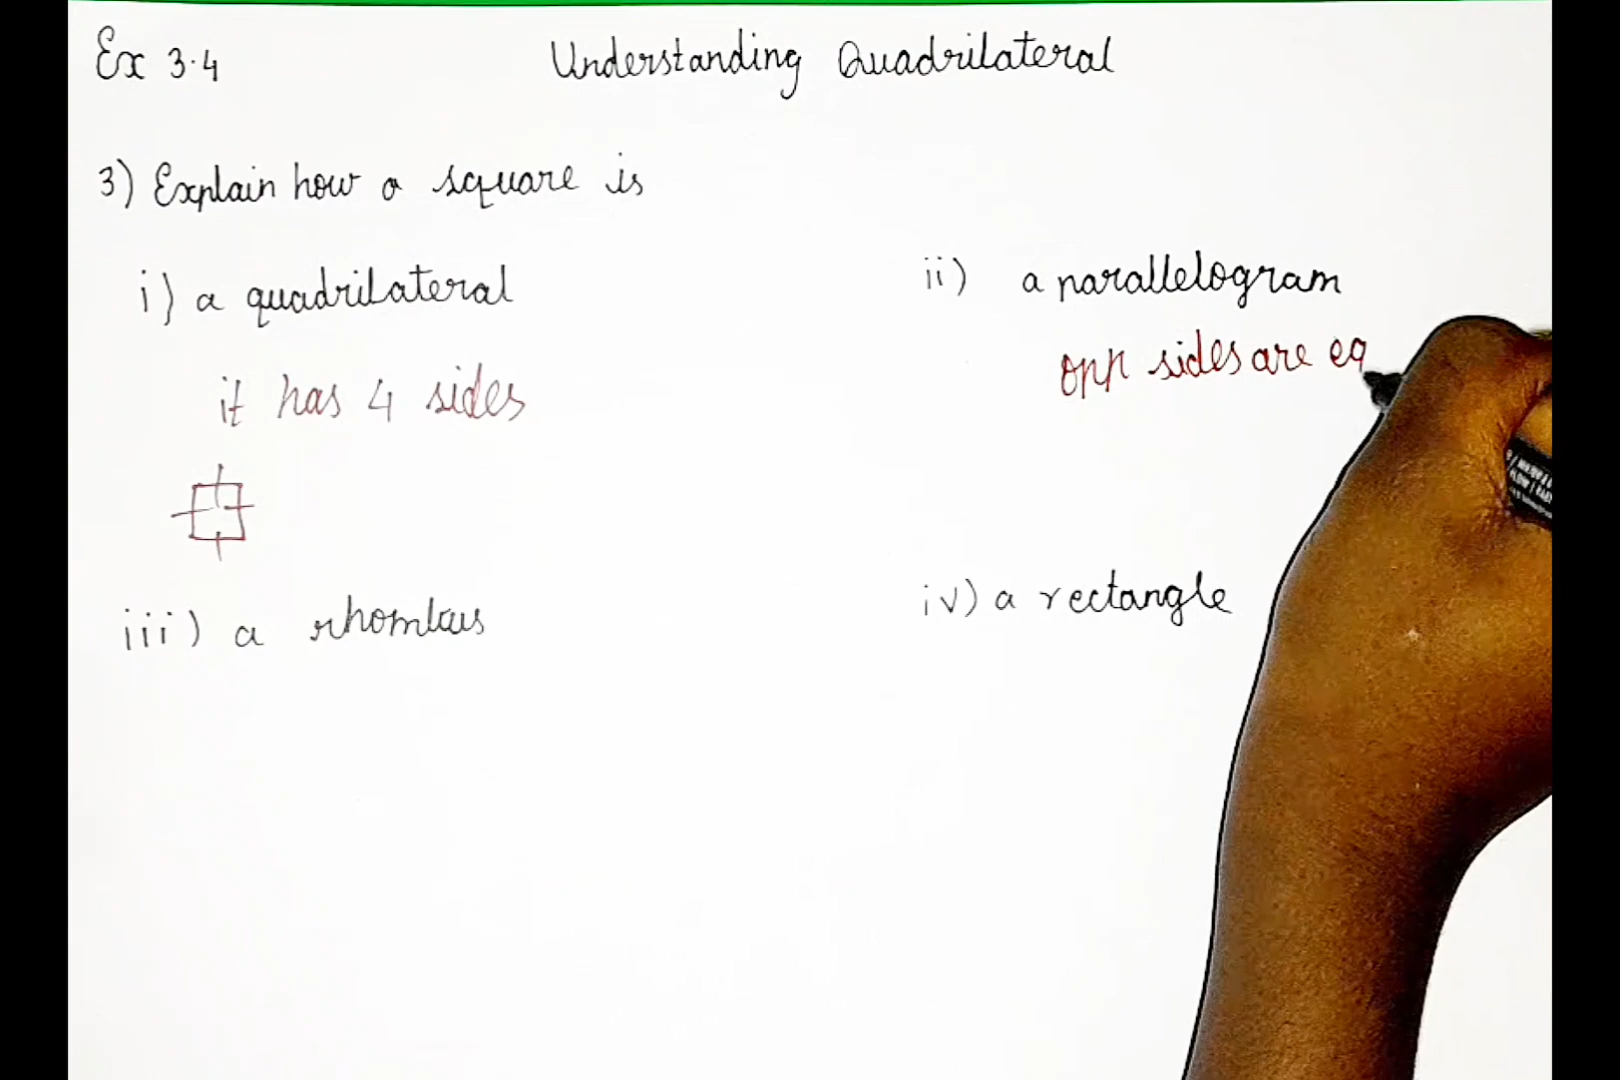 Ex 3.4
Understanding Quadrilateral
3) Explain how a square is
i) a quadrilateral
ii) a parallelogram
it has 4 sides
opp sides are eq
iii) a rhombus
iv) a rectangle